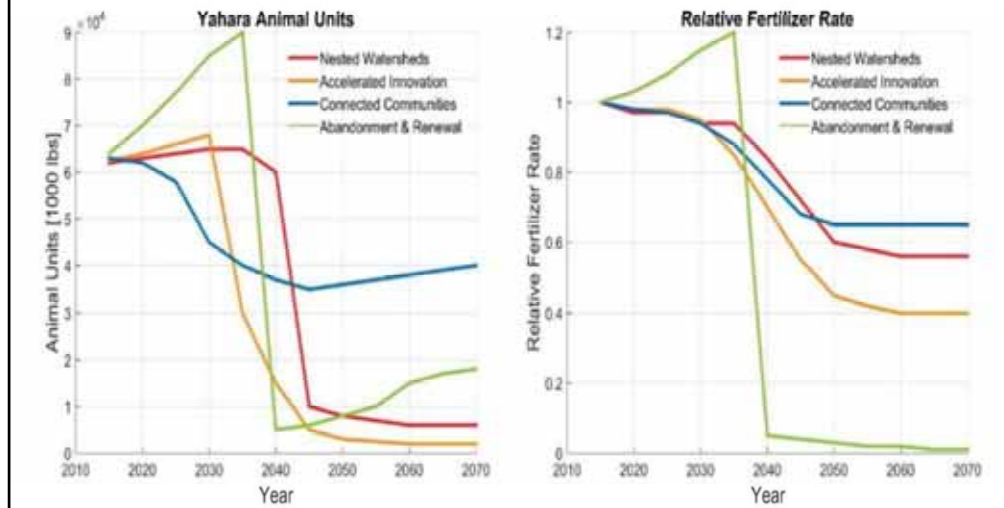 ×10⁴
Yahara Animal Units
Nested Watersheds
Accelerated Innovation
Connected Communities
Abandonment & Renewal
Animal Units [1000 lbs]
9
8
7
6
5
4
3
2
1
0
2010 2020 2030 2040 2050 2060 2070
Year
Relative Fertilizer Rate
Nested Watersheds
Accelerated Innovation
Connected Communities
Abandonment & Renewal
Relative Fertilizer Rate
1.2
1
0.8
0.6
0.4
0.2
0
2010 2020 2030 2040 2050 2060 2070
Year